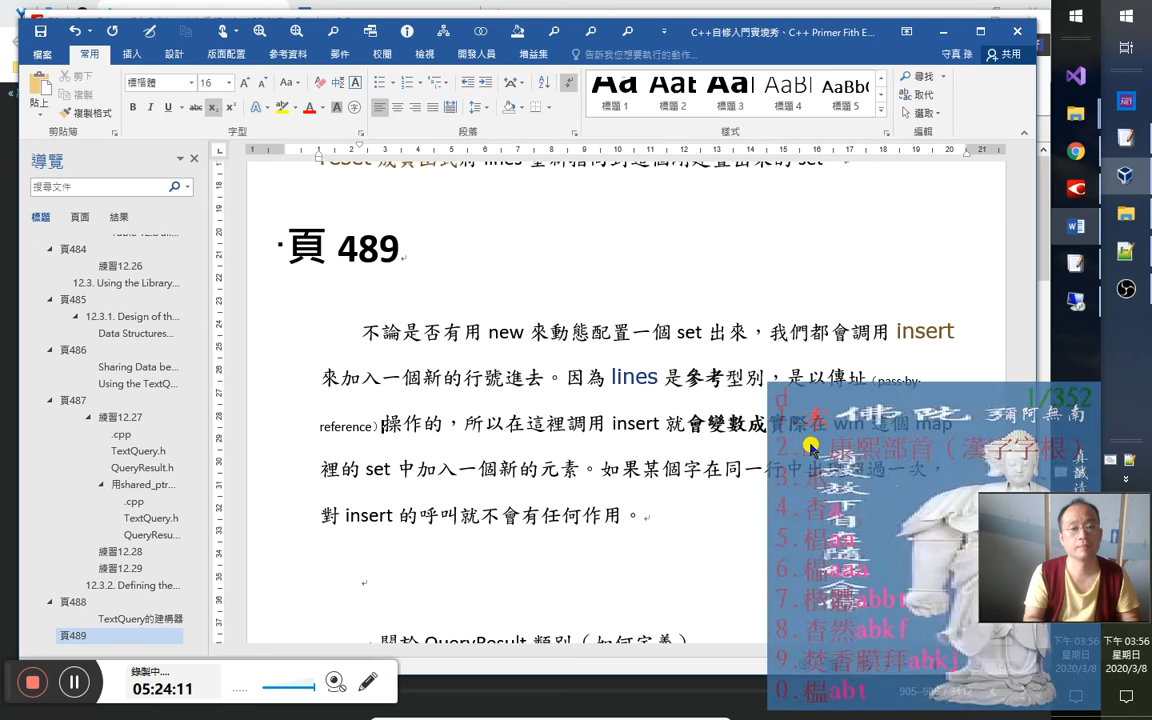 C++自修入門實境秀、C++ Primer Fith E...
守真 孫
共用
檔案 常用 插入 設計 版面配置 參考資料 郵件 校閱 檢視 開發人員 增益集 告訴我您想要執行的動作...
貼上
剪下
複製
複製格式
標楷體 16
標題 1 標題 2 標題 3 標題 4 標題 5
尋找
取代
選取
剪貼簿 字型 段落 樣式 編輯
導覽
搜尋文件
標題 頁面 結果
頁484
練習12.26
12.3. Using the Library...
頁485
12.3.1. Design of th...
Data Structures...
頁486
Sharing Data be...
Using the TextQ...
頁487
練習12.27
.cpp
TextQuery.h
QueryResult.h
用shared_ptr...
.cpp
TextQuery.h
QueryResu...
練習12.28
練習12.29
12.3.2. Defining the...
頁488
TextQuery的建構器
頁489
頁 489
不論是否有用 new 來動態配置一個 set 出來，我們都會調用 insert
來加入一個新的行號進去。因為 lines 是參考型別，是以傳址（pass-by-
reference）操作的，所以在這裡調用 insert 就會變數成實際在 wm 這個 map
裡的 set 中加入一個新的元素。如果某個字在同一行中出現超過一次，
對 insert 的呼叫就不會有任何作用。
關於 QueryResult 類別（如何定義）
d
1/352
南無阿彌陀佛
2. 康熙部首（漢字字根）
4.杏a
5.椙aa
8.杳然abkf
9.焚香頂拜abkl
905-909 / 3412
錄製中....
05:24:11
下午 03:56
星期日
2020/3/8
下午 03:56
星期日
2020/3/8